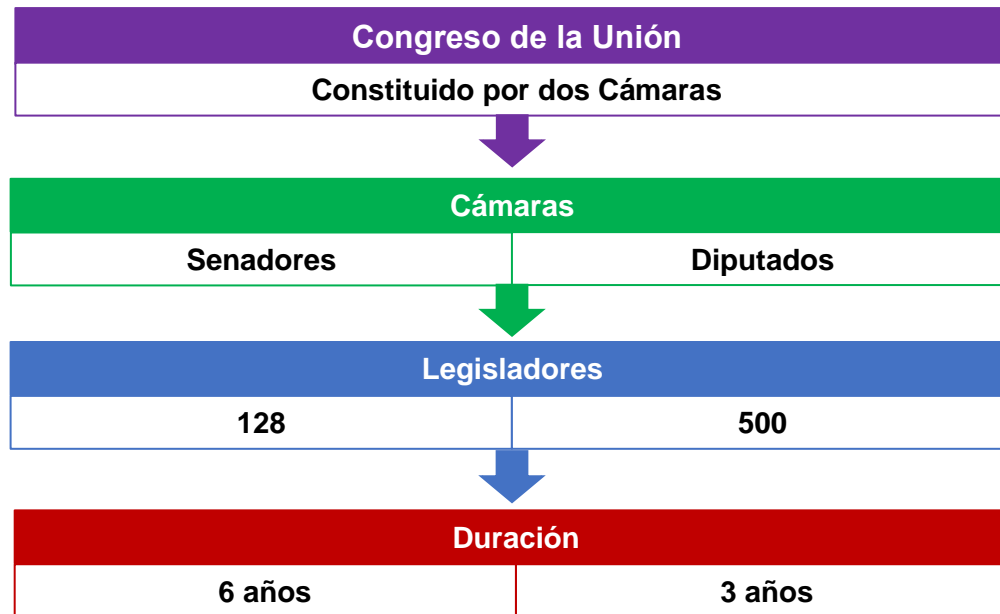 Congreso de la Unión
Constituido por dos Cámaras
Cámaras
Senadores Diputados
Legisladores
128 500
Duración
6 años 3 años